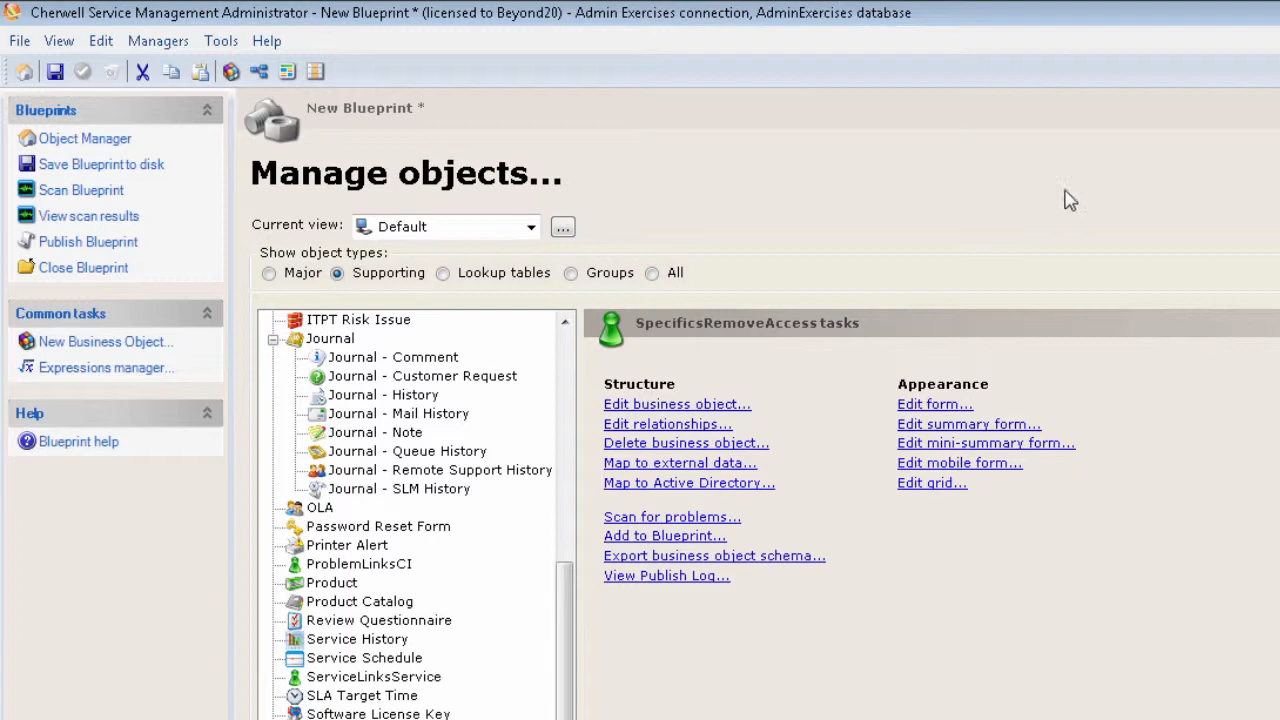 Cherwell Service Management Administrator - New Blueprint * (licensed to Beyond20) - Admin Exercises connection, AdminExercises database
File View Edit Managers Tools Help
Blueprints
Object Manager
Save Blueprint to disk
Scan Blueprint
View scan results
Publish Blueprint
Close Blueprint
Common tasks
New Business Object...
Expressions manager...
Help
Blueprint help
New Blueprint *
Manage objects...
Current view: Default ...
Show object types:
Major Supporting Lookup tables Groups All
ITPT Risk Issue
Journal
Journal - Comment
Journal - Customer Request
Journal - History
Journal - Mail History
Journal - Note
Journal - Queue History
Journal - Remote Support History
Journal - SLM History
OLA
Password Reset Form
Printer Alert
ProblemLinksCI
Product
Product Catalog
Review Questionnaire
Service History
Service Schedule
ServiceLinksService
SLA Target Time
Software License Key
SpecificsRemoveAccess tasks
Structure
Edit business object...
Edit relationships...
Delete business object...
Map to external data...
Map to Active Directory...
Scan for problems...
Add to Blueprint...
Export business object schema...
View Publish Log...
Appearance
Edit form...
Edit summary form...
Edit mini-summary form...
Edit mobile form...
Edit grid...